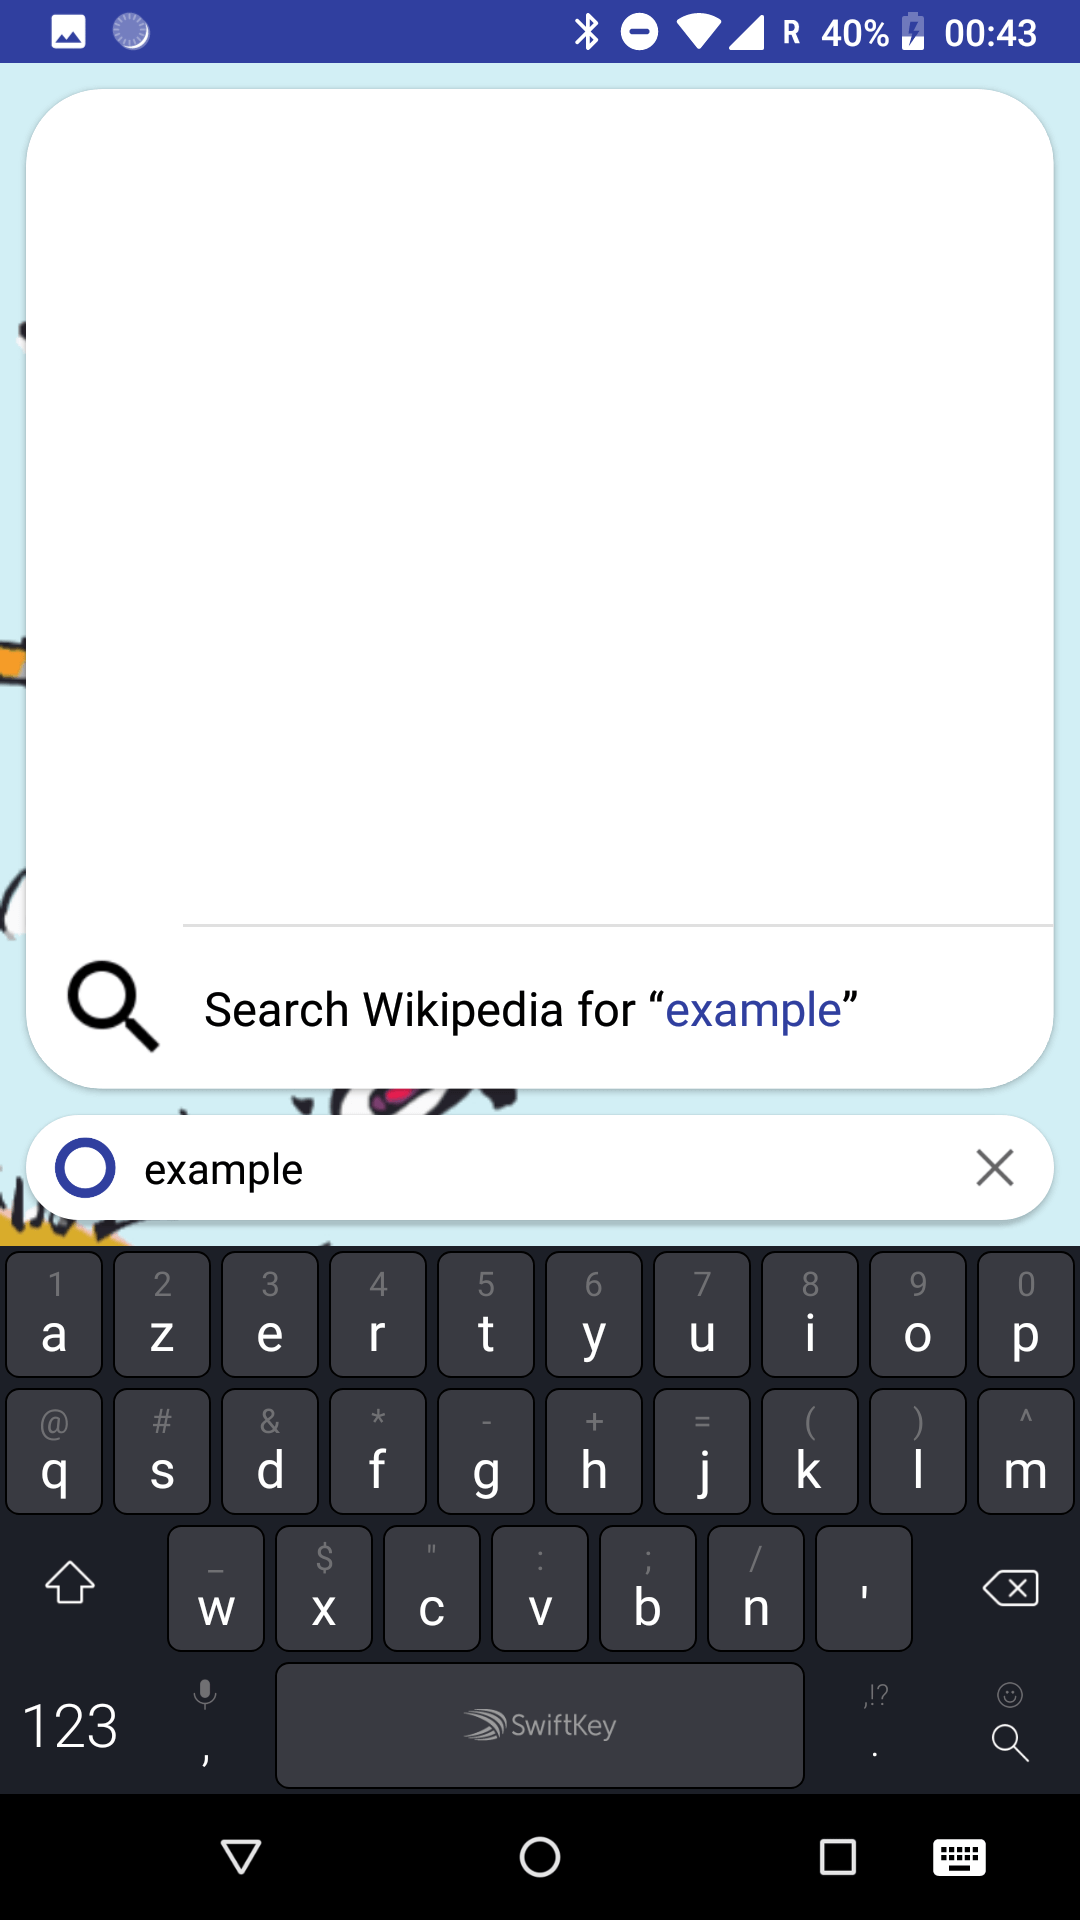 R 40% 00:43
Search Wikipedia for “example”
example
1 2 3 4 5 6 7 8 9 0
a z e r t y u i o p
@ # & * - + = ( ) ^
q s d f g h j k l m
_ $ " : ; /
w x c v b n '
123 , SwiftKey ,!? .